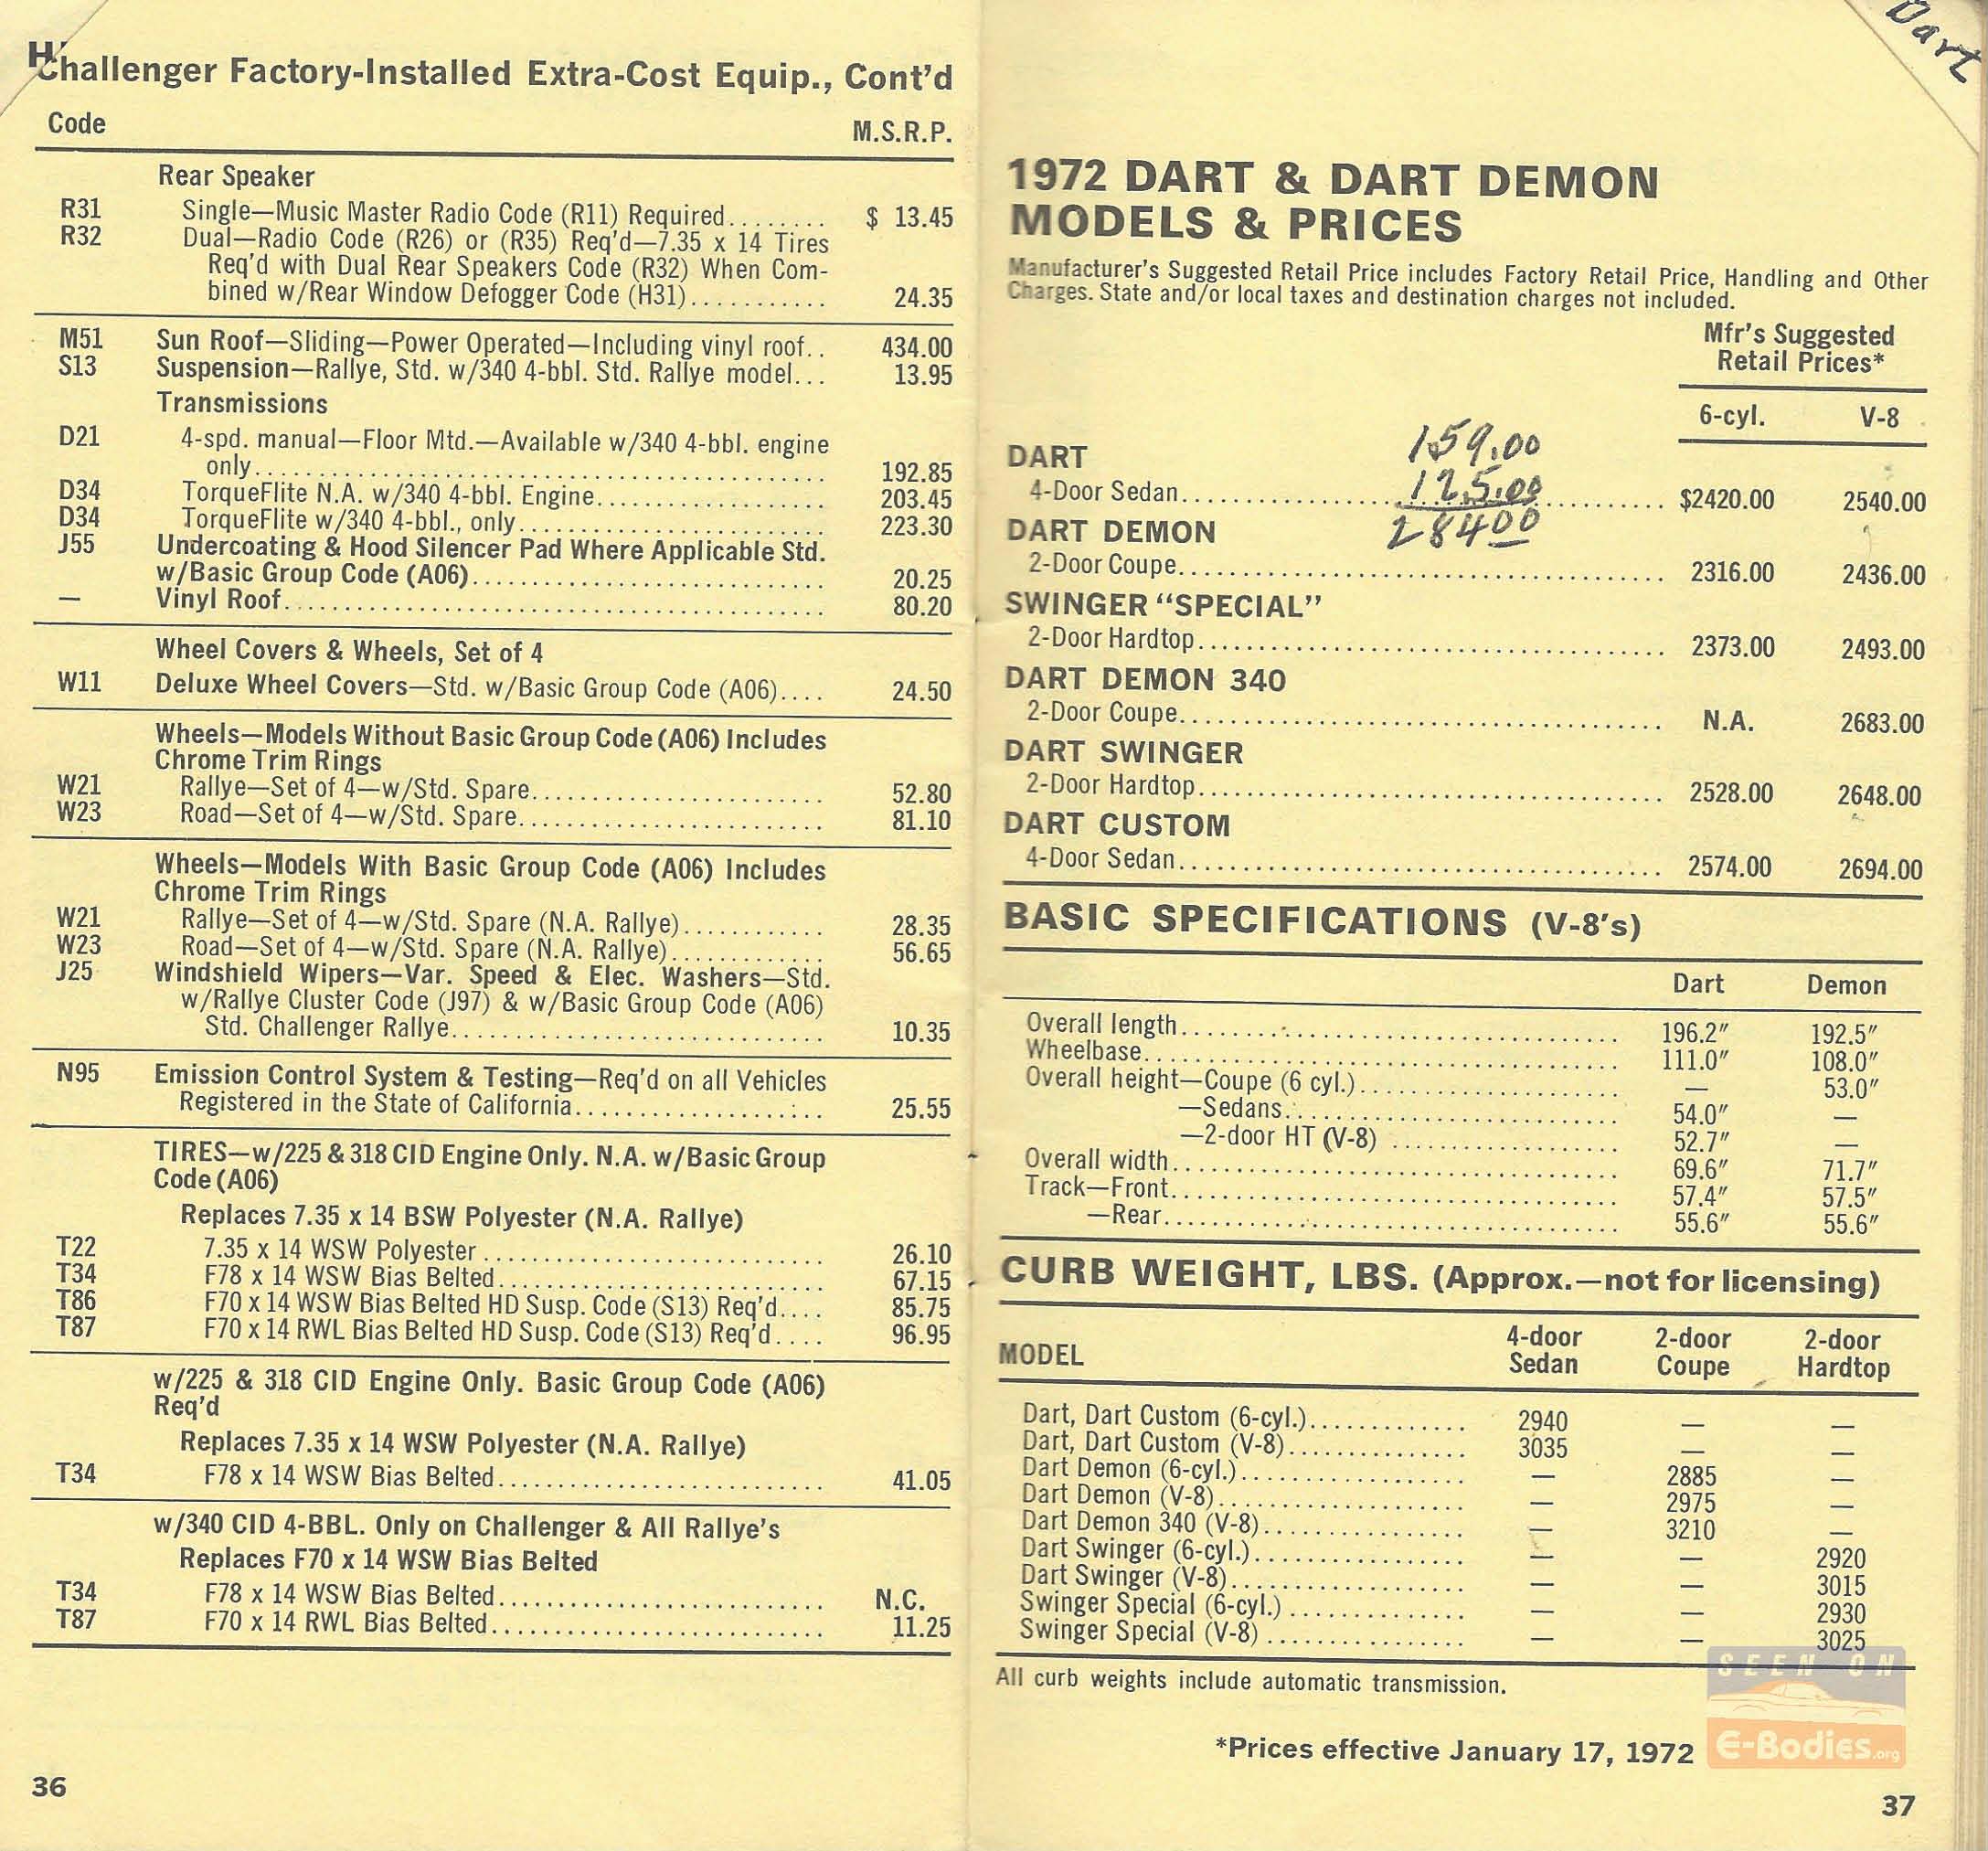 Challenger Factory-Installed Extra-Cost Equip., Cont'd
Code M.S.R.P.
Rear Speaker
R31 Single—Music Master Radio Code (R11) Required........ $ 13.45
R32 Dual—Radio Code (R26) or (R35) Req'd—7.35 x 14 Tires
Req'd with Dual Rear Speakers Code (R32) When Com-
bined w/Rear Window Defogger Code (H31)........... 24.35
M51 Sun Roof—Sliding—Power Operated—Including vinyl roof.. 434.00
S13 Suspension—Rallye, Std. w/340 4-bbl. Std. Rallye model... 13.95
Transmissions
D21 4-spd. manual—Floor Mtd.—Available w/340 4-bbl. engine
only............................................. 192.85
D34 TorqueFlite N.A. w/340 4-bbl. Engine.................. 203.45
D34 TorqueFlite w/340 4-bbl., only........................ 223.30
J55 Undercoating & Hood Silencer Pad Where Applicable Std.
w/Basic Group Code (A06)............................ 20.25
— Vinyl Roof............................................ 80.20
Wheel Covers & Wheels, Set of 4
W11 Deluxe Wheel Covers—Std. w/Basic Group Code (A06).... 24.50
Wheels—Models Without Basic Group Code (A06) Includes
Chrome Trim Rings
W21 Rallye—Set of 4—w/Std. Spare....................... 52.80
W23 Road—Set of 4—w/Std. Spare........................ 81.10
Wheels—Models With Basic Group Code (A06) Includes
Chrome Trim Rings
W21 Rallye—Set of 4—w/Std. Spare (N.A. Rallye)............ 28.35
W23 Road—Set of 4—w/Std. Spare (N.A. Rallye)............. 56.65
J25 Windshield Wipers—Var. Speed & Elec. Washers—Std.
w/Rallye Cluster Code (J97) & w/Basic Group Code (A06)
Std. Challenger Rallye.............................. 10.35
N95 Emission Control System & Testing—Req'd on all Vehicles
Registered in the State of California.................... 25.55
TIRES—w/225 & 318 CID Engine Only. N.A. w/Basic Group
Code (A06)
Replaces 7.35 x 14 BSW Polyester (N.A. Rallye)
T22 7.35 x 14 WSW Polyester............................ 26.10
T34 F78 x 14 WSW Bias Belted........................... 67.15
T86 F70 x 14 WSW Bias Belted HD Susp. Code (S13) Req'd.... 85.75
T87 F70 x 14 RWL Bias Belted HD Susp. Code (S13) Req'd.... 96.95
w/225 & 318 CID Engine Only. Basic Group Code (A06)
Req'd
Replaces 7.35 x 14 WSW Polyester (N.A. Rallye)
T34 F78 x 14 WSW Bias Belted........................... 41.05
w/340 CID 4-BBL. Only on Challenger & All Rallye's
Replaces F70 x 14 WSW Bias Belted
T34 F78 x 14 WSW Bias Belted........................... N.C.
T87 F70 x 14 RWL Bias Belted............................ 11.25
36
Dart
1972 DART & DART DEMON
MODELS & PRICES
Manufacturer's Suggested Retail Price includes Factory Retail Price, Handling and Other
Charges. State and/or local taxes and destination charges not included.
Mfr's Suggested
Retail Prices*
6-cyl. V-8
159.00
DART
125.00
4-Door Sedan........................................ $2420.00 2540.00
28400
DART DEMON
2-Door Coupe........................................ 2316.00 2436.00
SWINGER "SPECIAL"
2-Door Hardtop...................................... 2373.00 2493.00
DART DEMON 340
2-Door Coupe........................................ N.A. 2683.00
DART SWINGER
2-Door Hardtop...................................... 2528.00 2648.00
DART CUSTOM
4-Door Sedan........................................ 2574.00 2694.00
BASIC SPECIFICATIONS (V-8's)
Dart Demon
Overall length..................................... 196.2" 192.5"
Wheelbase........................................ 111.0" 108.0"
Overall height—Coupe (6 cyl.)....................... — 53.0"
—Sedans............................. 54.0" —
—2-door HT (V-8) .................... 52.7" —
Overall width...................................... 69.6" 71.7"
Track—Front...................................... 57.4" 57.5"
—Rear...................................... 55.6" 55.6"
CURB WEIGHT, LBS. (Approx.—not for licensing)
MODEL 4-door Sedan 2-door Coupe 2-door Hardtop
Dart, Dart Custom (6-cyl.)............. 2940 — —
Dart, Dart Custom (V-8)............... 3035 — —
Dart Demon (6-cyl.)................... — 2885 —
Dart Demon (V-8)..................... — 2975 —
Dart Demon 340 (V-8)................. — 3210 —
Dart Swinger (6-cyl.).................. — — 2920
Dart Swinger (V-8).................... — — 3015
Swinger Special (6-cyl.) ............... — — 2930
Swinger Special (V-8) ................. — — 3025
All curb weights include automatic transmission.
SEEN ON
E-Bodies.org
*Prices effective January 17, 1972
37